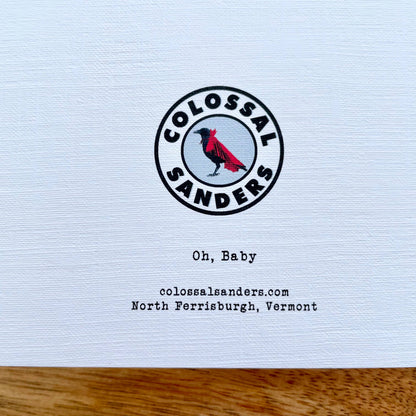 COLOSSAL
SANDERS
Oh, Baby
colossalsanders.com
North Ferrisburgh, Vermont